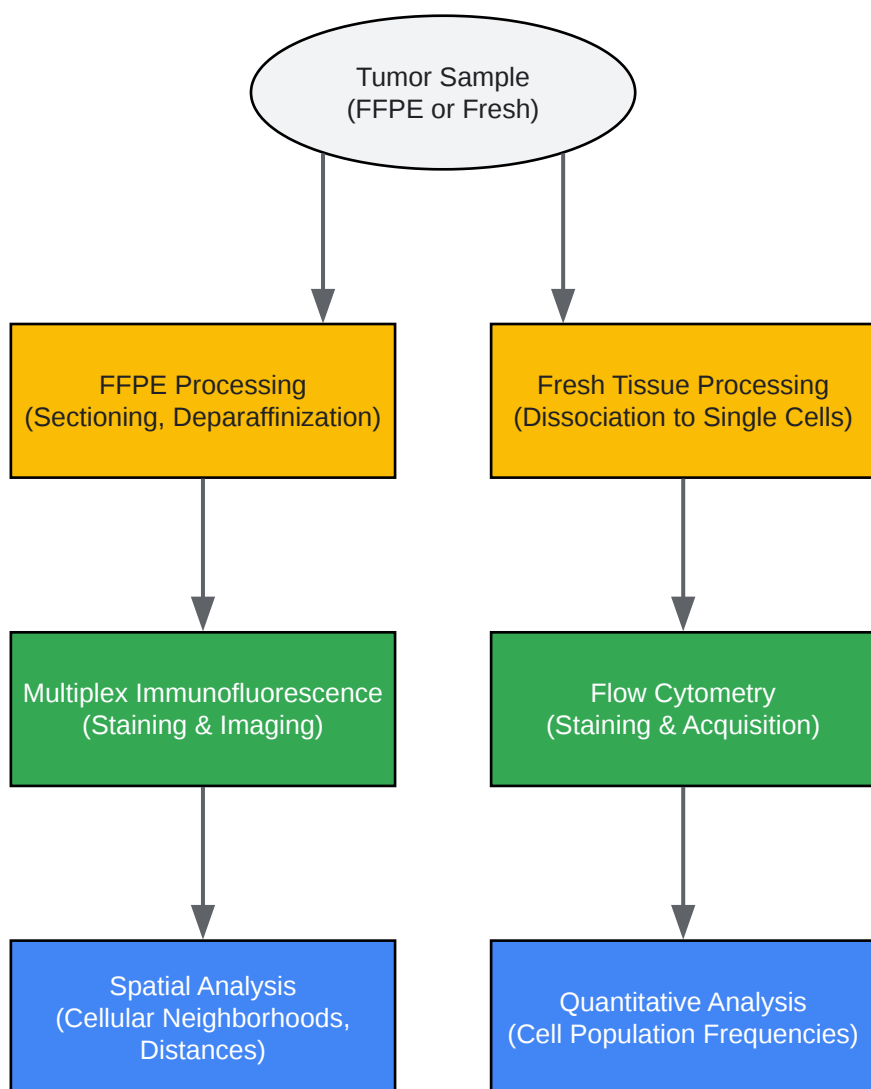 Tumor Sample
(FFPE or Fresh)
FFPE Processing
(Sectioning, Deparaffinization)
Fresh Tissue Processing
(Dissociation to Single Cells)
Multiplex Immunofluorescence
(Staining & Imaging)
Flow Cytometry
(Staining & Acquisition)
Spatial Analysis
(Cellular Neighborhoods,
Distances)
Quantitative Analysis
(Cell Population Frequencies)